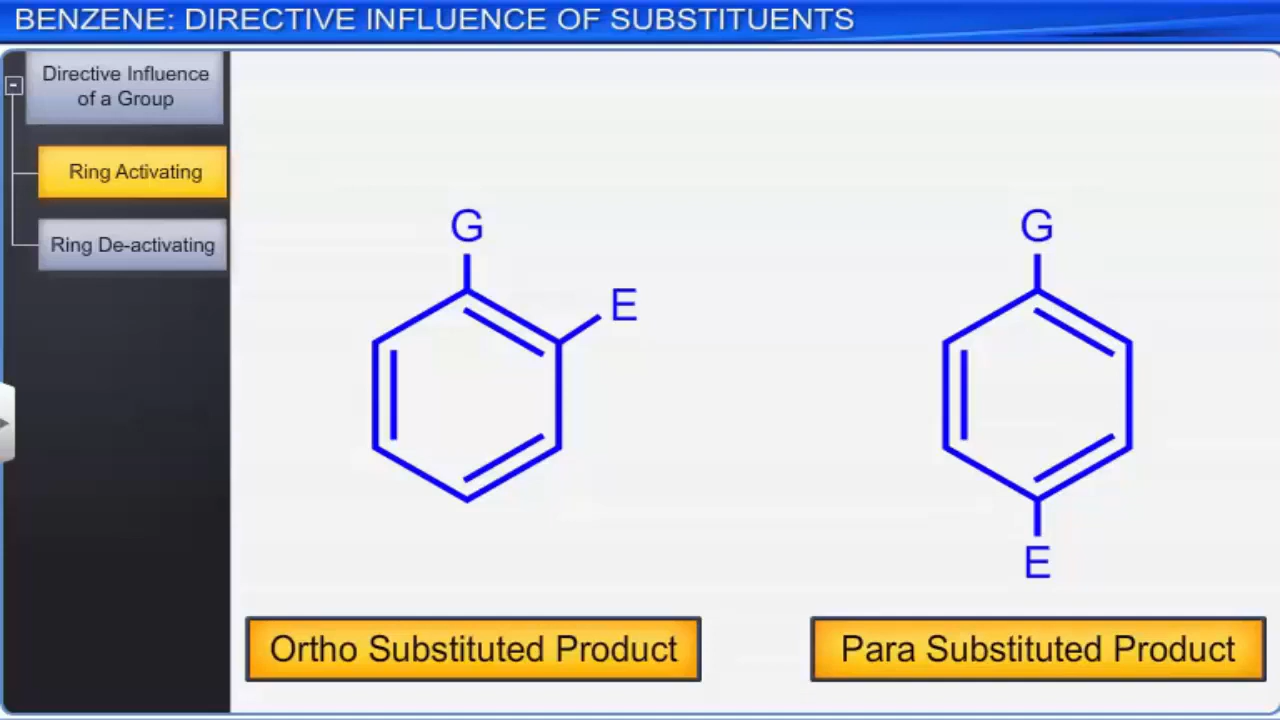 BENZENE: DIRECTIVE INFLUENCE OF SUBSTITUENTS
Directive Influence
of a Group
Ring Activating
Ring De-activating
G
E
G
E
Ortho Substituted Product
Para Substituted Product